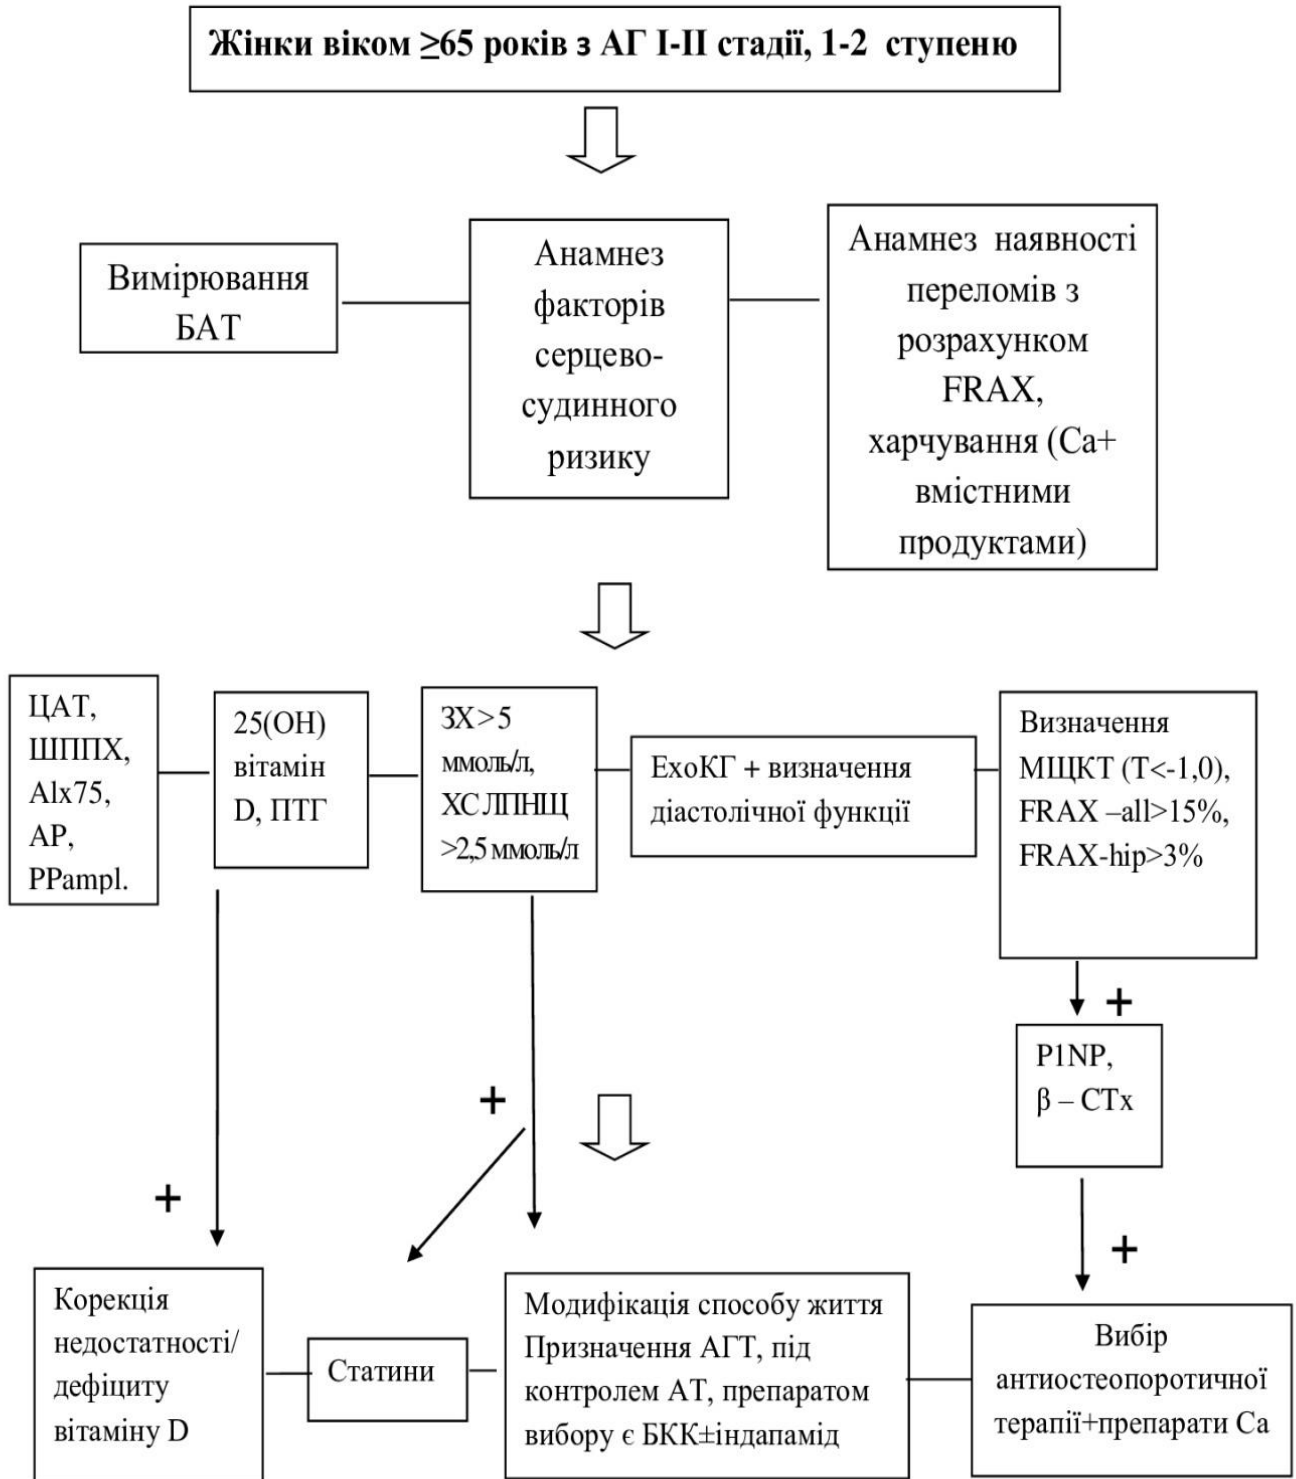 Жінки віком ≥65 років з АГ І-ІІ стадії, 1-2 ступеню
Вимірювання
БАТ
Анамнез
факторів
серцево-
судинного
ризику
Анамнез наявності
переломів з
розрахунком
FRAX,
харчування (Са+
вмістними
продуктами)
ЦАТ,
ШППХ,
Alx75,
АР,
PPampl.
25(ОН)
вітамін
D, ПТГ
ЗХ>5
ммоль/л,
ХС ЛПНЩ
>2,5 ммоль/л
ЕхоКГ + визначення
діастолічної функції
Визначення
МЩКТ (Т<-1,0),
FRAX –all>15%,
FRAX-hip>3%
+
P1NP,
β – CTx
+
+
+
Корекція
недостатності/
дефіциту
вітаміну D
Статини
Модифікація способу життя
Призначення АГТ, під
контролем АТ, препаратом
вибору є БКК±індапамід
Вибір
антиостеопоротичної
терапії+препарати Са